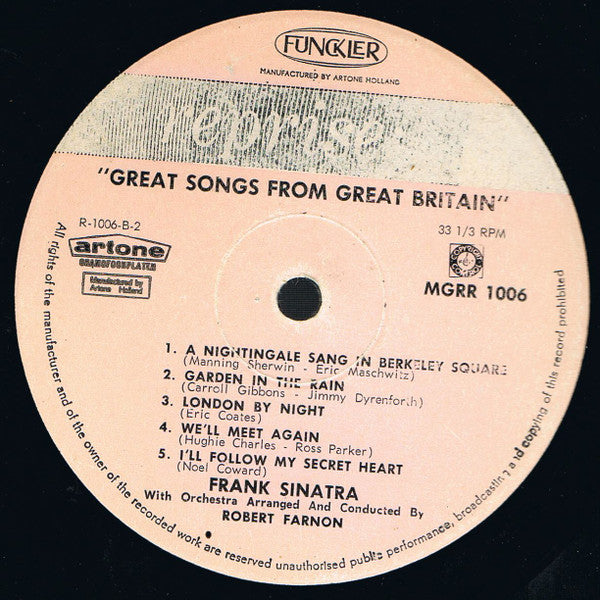 FUNCKLER
MANUFACTURED BY ARTONE HOLLAND
reprise
"GREAT SONGS FROM GREAT BRITAIN"
R-1006-B-2
33 1/3 RPM
artone
GRAMOFOONPLATEN
Manufactured by
Artone Holland
COPYRIGHT
MGRR 1006
1. A NIGHTINGALE SANG IN BERKELEY SQUARE
(Manning Sherwin - Eric Maschwitz)
2. GARDEN IN THE RAIN
(Carroll Gibbons - Jimmy Dyrenforth)
3. LONDON BY NIGHT
(Eric Coates)
4. WE'LL MEET AGAIN
(Hughie Charles - Ross Parker)
5. I'LL FOLLOW MY SECRET HEART
(Noel Coward)
FRANK SINATRA
With Orchestra Arranged And Conducted By
ROBERT FARNON
All rights of the manufacturer and of the owner of the recorded work are reserved unauthorised public performance, broadcasting and copying of this record prohibited